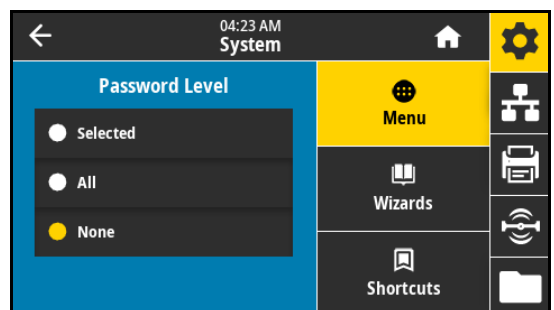 04:23 AM
System
Password Level
Selected
All
None
Menu
Wizards
Shortcuts